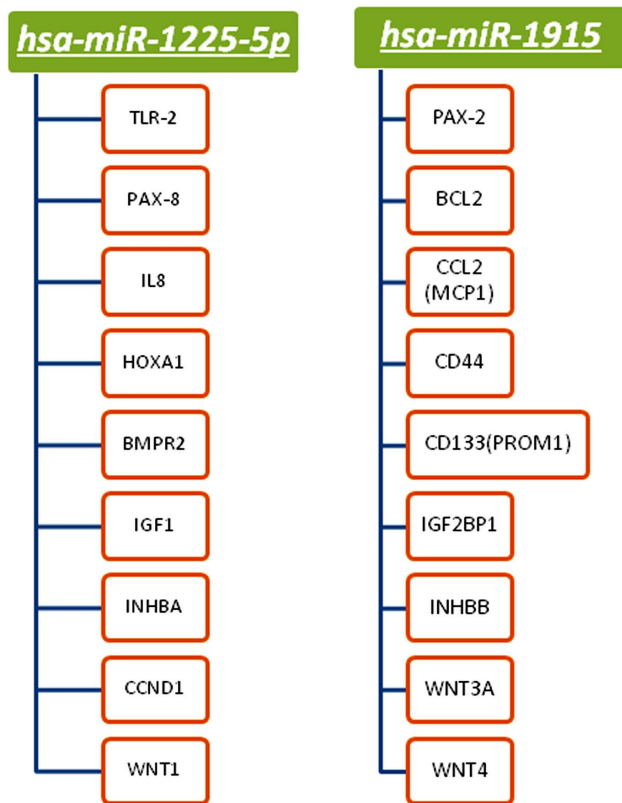 hsa-miR-1225-5p
TLR-2
PAX-8
IL8
HOXA1
BMPR2
IGF1
INHBA
CCND1
WNT1
hsa-miR-1915
PAX-2
BCL2
CCL2
(MCP1)
CD44
CD133(PROM1)
IGF2BP1
INHBB
WNT3A
WNT4